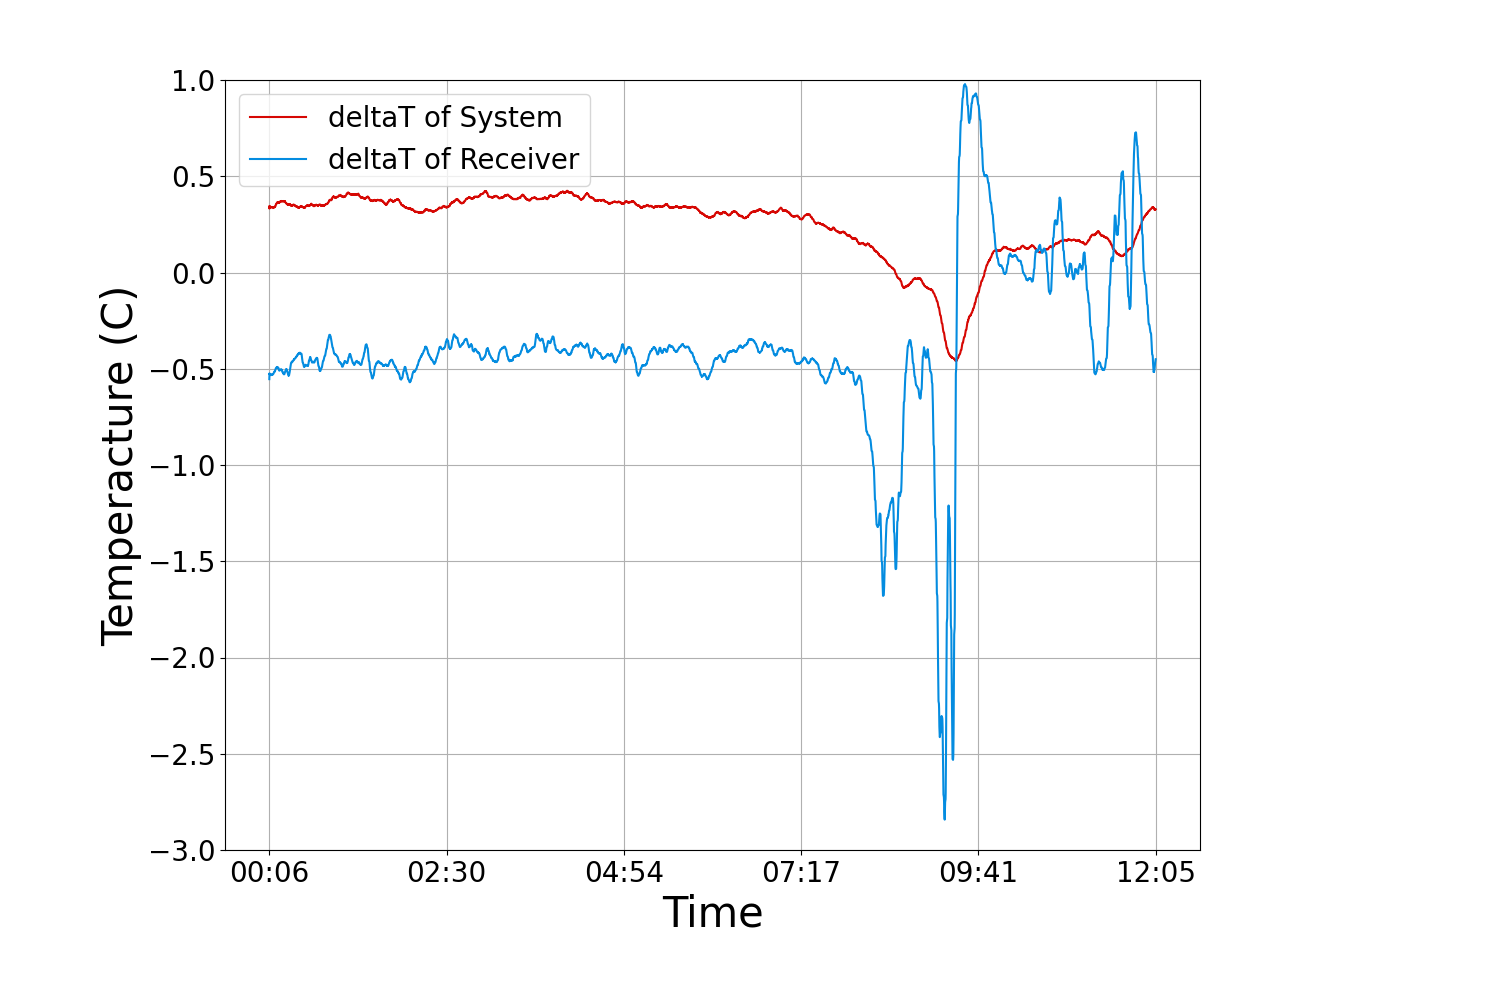 1.0
0.5
0.0
−0.5
−1.0
−1.5
−2.0
−2.5
−3.0
Temperacture (C)
deltaT of System
deltaT of Receiver
00:06 02:30 04:54 07:17 09:41 12:05
Time